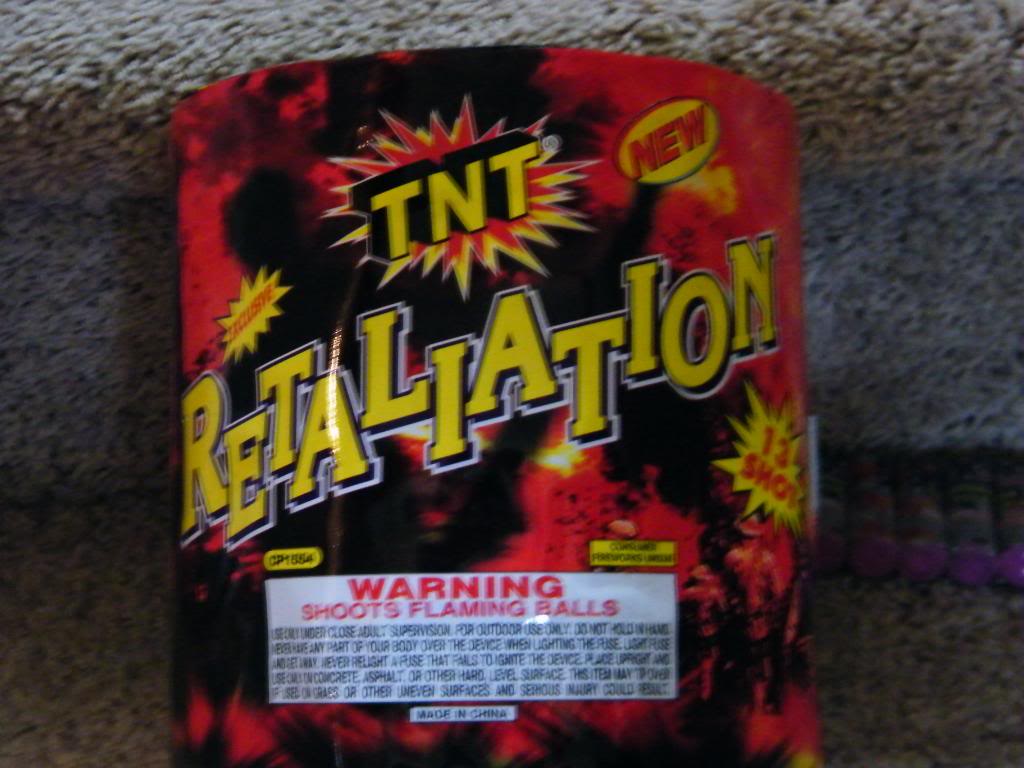 TNT®
NEW
EXCLUSIVE
RETALIATION
13
SHOT
CP1554
CONSUMER
FIREWORKS UN0336
WARNING
SHOOTS FLAMING BALLS
USE ONLY UNDER CLOSE ADULT SUPERVISION. FOR OUTDOOR USE ONLY. DO NOT HOLD IN HAND.
NEVER HAVE ANY PART OF YOUR BODY OVER THE DEVICE WHEN LIGHTING THE FUSE. LIGHT FUSE
AND GET AWAY. NEVER RELIGHT A FUSE THAT FAILS TO IGNITE THE DEVICE. PLACE UPRIGHT AND
USE ONLY ON CONCRETE, ASPHALT, OR OTHER HARD, LEVEL SURFACE. THIS ITEM MAY TIP OVER
IF USED ON GRASS OR OTHER UNEVEN SURFACES AND SERIOUS INJURY COULD RESULT.
MADE IN CHINA